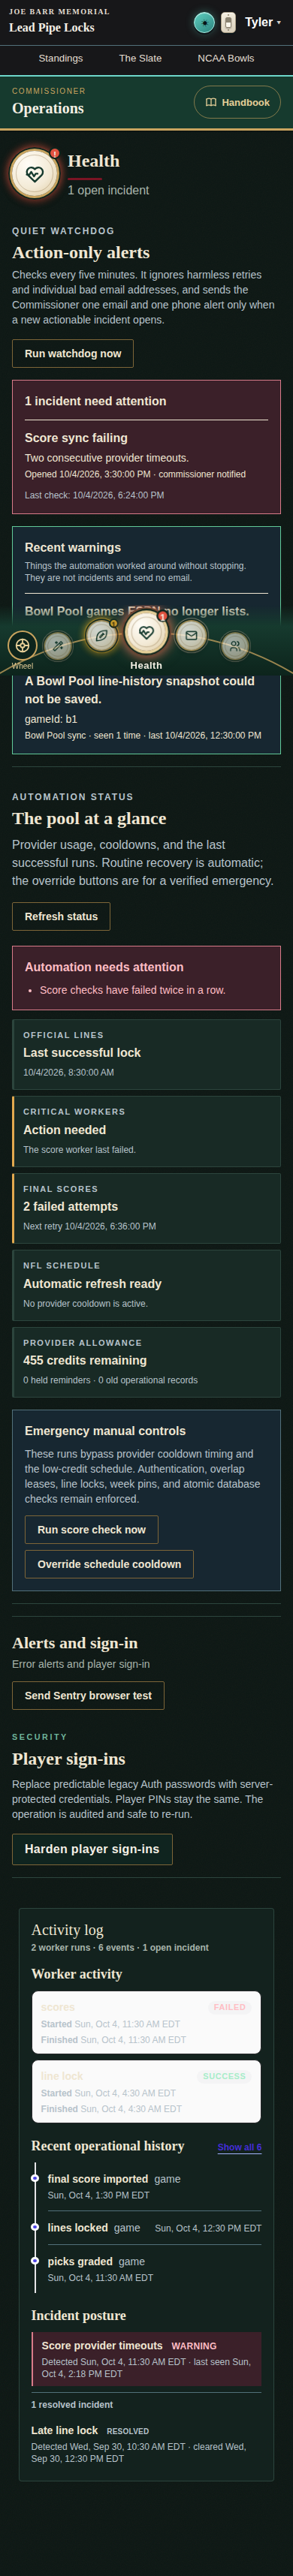 JOE BARR MEMORIAL
Lead Pipe Locks
Tyler
Standings
The Slate
NCAA Bowls
COMMISSIONER
Operations
Handbook
Health
1 open incident
QUIET WATCHDOG
Action-only alerts
Checks every five minutes. It ignores harmless retries
and individual bad email addresses, and sends the
Commissioner one email and one phone alert only when
a new actionable incident opens.
Run watchdog now
1 incident need attention
Score sync failing
Two consecutive provider timeouts.
Opened 10/4/2026, 3:30:00 PM · commissioner notified
Last check: 10/4/2026, 6:24:00 PM
Recent warnings
Things the automation worked around without stopping.
They are not incidents and send no email.
Bowl Pool games ESPN no longer lists.
Wheel
Health
A Bowl Pool line-history snapshot could
not be saved.
gameId: b1
Bowl Pool sync · seen 1 time · last 10/4/2026, 12:30:00 PM
AUTOMATION STATUS
The pool at a glance
Provider usage, cooldowns, and the last
successful runs. Routine recovery is automatic;
the override buttons are for a verified emergency.
Refresh status
Automation needs attention
• Score checks have failed twice in a row.
OFFICIAL LINES
Last successful lock
10/4/2026, 8:30:00 AM
CRITICAL WORKERS
Action needed
The score worker last failed.
FINAL SCORES
2 failed attempts
Next retry 10/4/2026, 6:36:00 PM
NFL SCHEDULE
Automatic refresh ready
No provider cooldown is active.
PROVIDER ALLOWANCE
455 credits remaining
0 held reminders · 0 old operational records
Emergency manual controls
These runs bypass provider cooldown timing and
the low-credit schedule. Authentication, overlap
leases, line locks, week pins, and atomic database
checks remain enforced.
Run score check now
Override schedule cooldown
Alerts and sign-in
Error alerts and player sign-in
Send Sentry browser test
SECURITY
Player sign-ins
Replace predictable legacy Auth passwords with server-
protected credentials. Player PINs stay the same. The
operation is audited and safe to re-run.
Harden player sign-ins
Activity log
2 worker runs · 6 events · 1 open incident
Worker activity
scores FAILED
Started Sun, Oct 4, 11:30 AM EDT
Finished Sun, Oct 4, 11:30 AM EDT
line lock SUCCESS
Started Sun, Oct 4, 4:30 AM EDT
Finished Sun, Oct 4, 4:30 AM EDT
Recent operational history Show all 6
final score imported game
Sun, Oct 4, 1:30 PM EDT
lines locked game Sun, Oct 4, 12:30 PM EDT
picks graded game
Sun, Oct 4, 11:30 AM EDT
Incident posture
Score provider timeouts WARNING
Detected Sun, Oct 4, 11:30 AM EDT · last seen Sun,
Oct 4, 2:18 PM EDT
1 resolved incident
Late line lock RESOLVED
Detected Wed, Sep 30, 10:30 AM EDT · cleared Wed,
Sep 30, 12:30 PM EDT